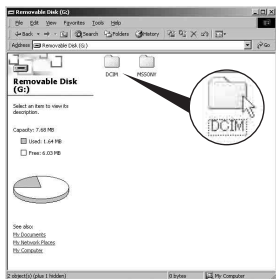 Removable Disk (G:)
File Edit View Favorites Tools Help
Back Search Folders History
Address Removable Disk (G:) Go
Removable Disk (G:)
DCIM
MSSONY
DCIM
Select an item to view its
description.
Capacity: 7.68 MB
Used: 1.64 MB
Free: 6.03 MB
See also:
My Documents
My Network Places
My Computer
2 object(s) (plus 1 hidden) 0 bytes My Computer